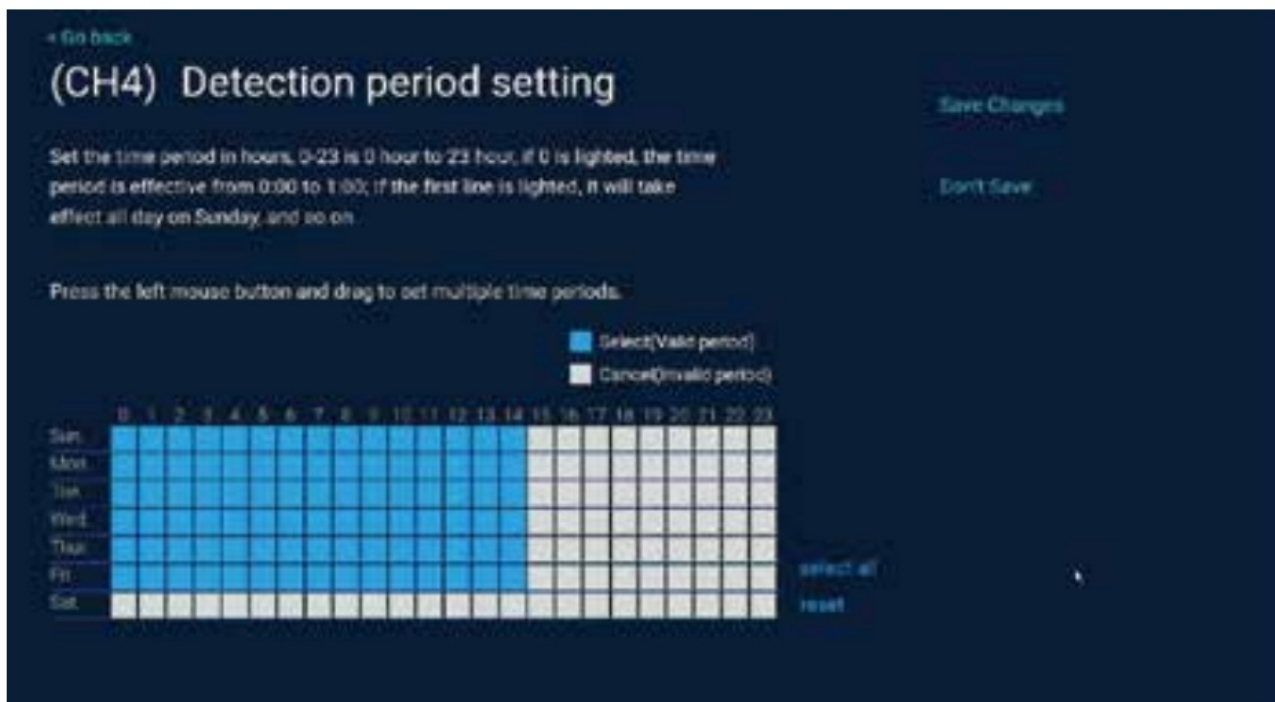 < Go back
(CH4) Detection period setting
Save Changes
Set the time period in hours, 0-23 is 0 hour to 23 hour, if 0 is lighted, the time
period is effective from 0:00 to 1:00; if the first line is lighted, it will take
effect all day on Sunday, and so on
Don't Save
Press the left mouse button and drag to set multiple time periods.
Select(Valid period)
Cancel(Invalid period)
0 1 2 3 4 5 6 7 8 9 10 11 12 13 14 15 16 17 18 19 20 21 22 23
Sun.
Mon.
Tue.
Wed.
Thur.
Fri.
Sat.
select all
reset